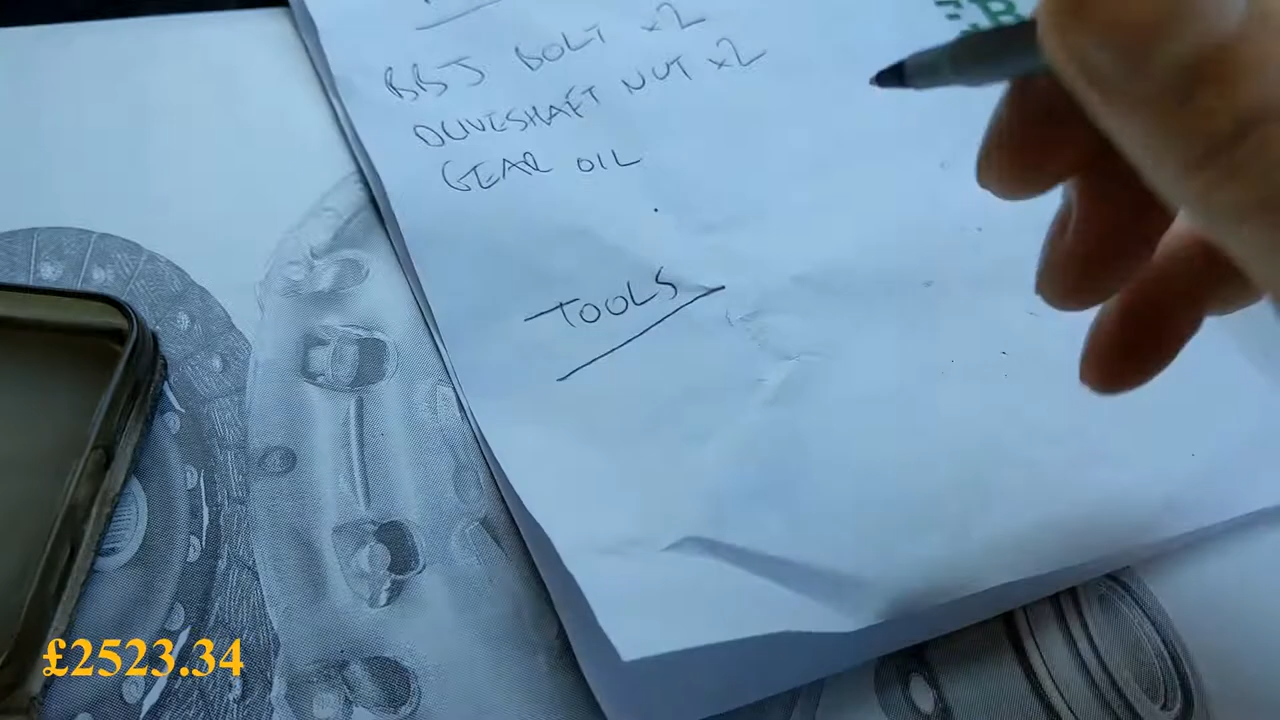 BBJ BOLT x2
DRIVESHAFT NUT x2
GEAR OIL
TOOLS
£2523.34